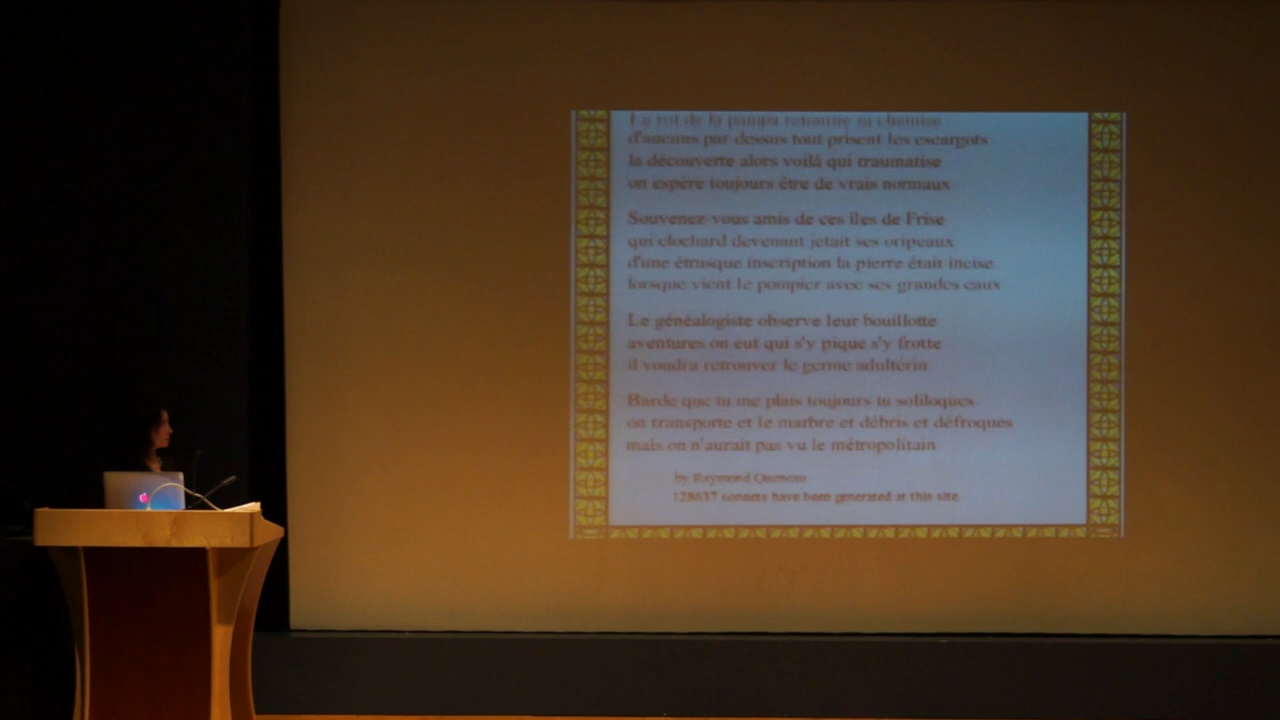 Le roi de la pampa retourne sa chemise
d'aucuns par dessus tout prisent les escargots
la découverte alors voilà qui traumatise
on espère toujours être de vrais normaux
Souvenez-vous amis de ces îles de Frise
qui clochard devenant jetait ses oripeaux
d'une étrusque inscription la pierre était incise
lorsque vient le pompier avec ses grandes eaux
Le généalogiste observe leur bouillotte
aventures on eut qui s'y pique s'y frotte
il voudra retrouver le germe adultérin
Barde que tu me plais toujours tu soliloques
on transporte et le marbre et débris et défroques
mais on n'aurait pas vu le métropolitain
by Raymond Queneau
128637 sonnets have been generated at this site.